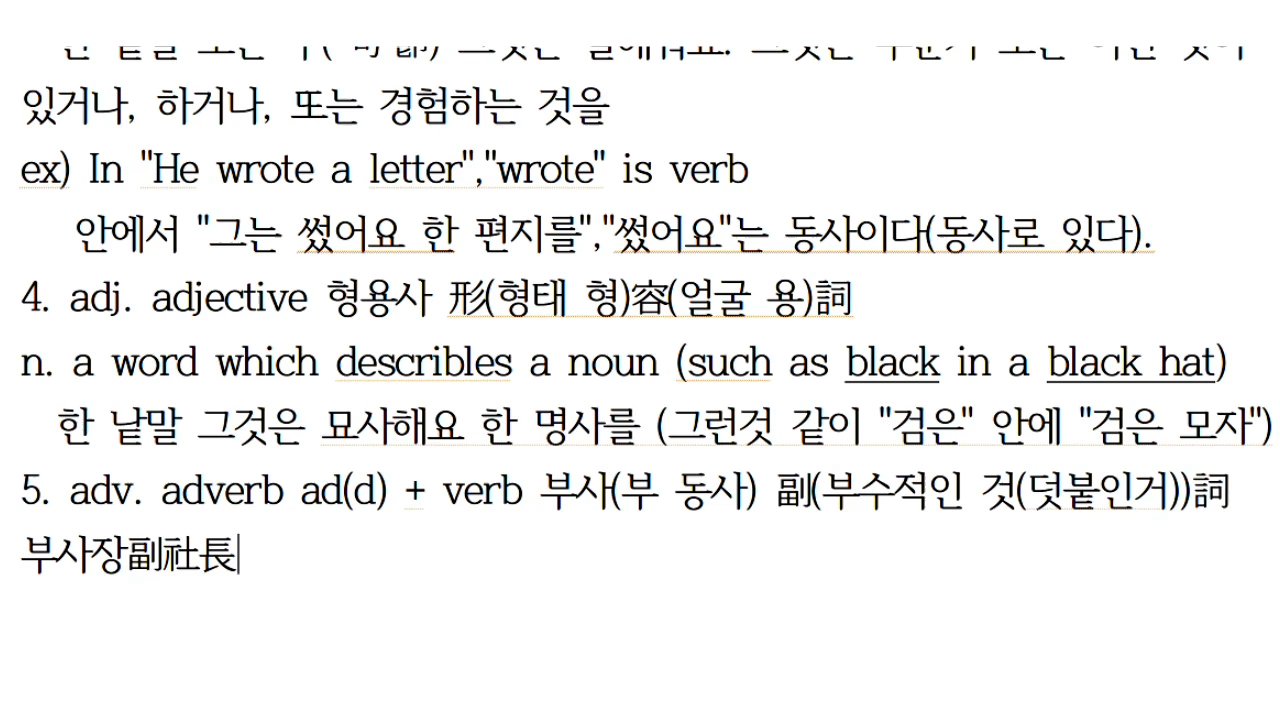 있거나, 하거나, 또는 경험하는 것을
ex) In "He wrote a letter","wrote" is verb
안에서 "그는 썼어요 한 편지를","썼어요"는 동사이다(동사로 있다).
4. adj. adjective 형용사 形(형태 형)容(얼굴 용)詞
n. a word which describles a noun (such as black in a black hat)
한 낱말 그것은 묘사해요 한 명사를 (그런것 같이 "검은" 안에 "검은 모자")
5. adv. adverb ad(d) + verb 부사(부 동사) 副(부수적인 것(덧붙인거))詞
부사장副社長